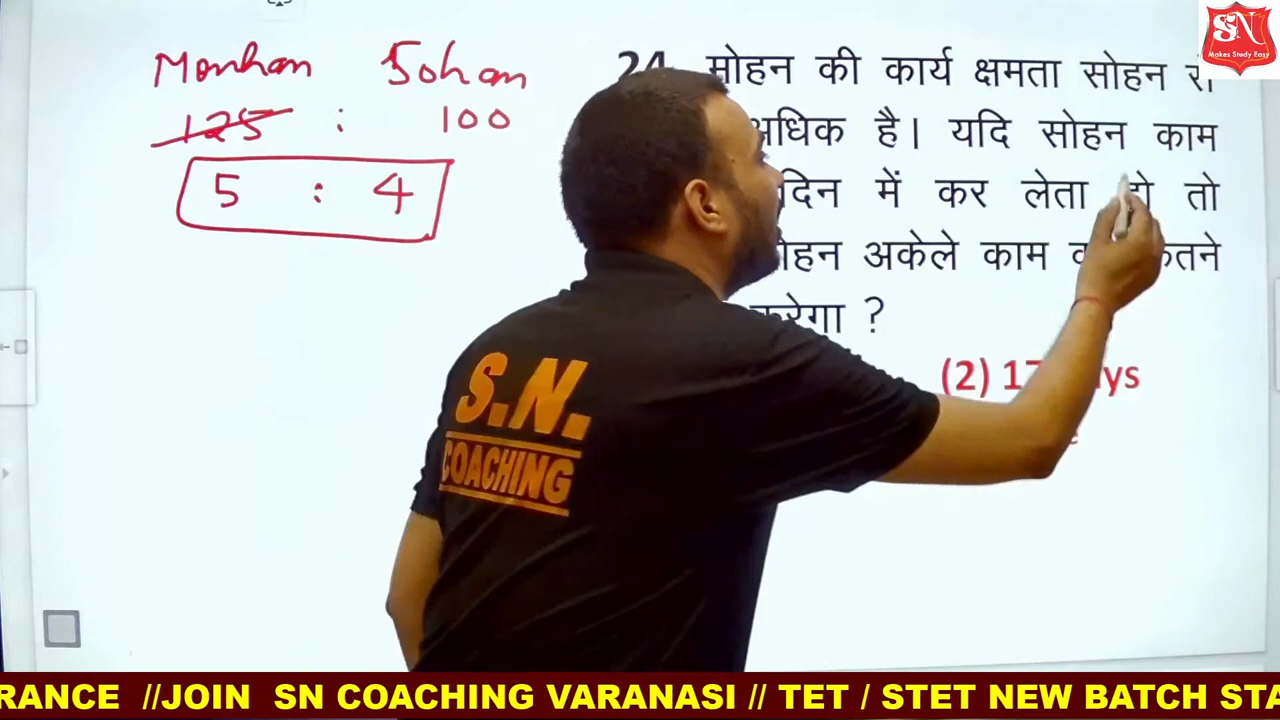 Monhan Sohan
125 : 100
5 : 4
24. मोहन की कार्य क्षमता सोहन
अधिक है। यदि सोहन काम
दिन में कर लेता तो
अकेले काम
करेगा ?
(2)
S.N.
COACHING
SN
Makes Study Easy
RANCE //JOIN SN COACHING VARANASI // TET / STET NEW BATCH STA